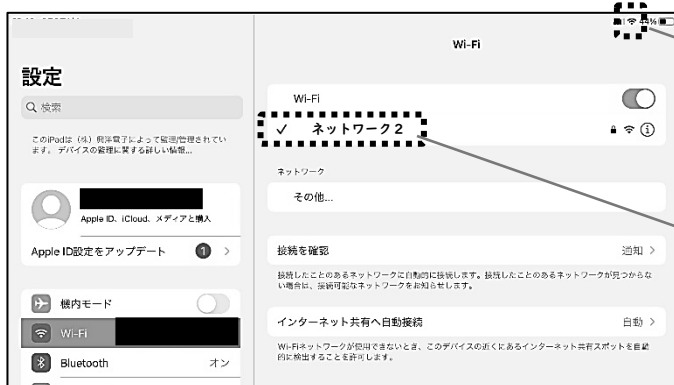 44%
設定
検索
このiPadは（株）興洋電子によって監理/管理されてい
ます。デバイスの監理に関する詳しい情報...
Apple ID、iCloud、メディアと購入
Apple ID設定をアップデート 1
機内モード
Wi-Fi
Bluetooth オン
Wi-Fi
Wi-Fi
✓ ネットワーク２
ネットワーク
その他...
接続を確認 通知
接続したことのあるネットワークに自動的に接続します。接続したことのあるネットワークが見つからな
い場合は、接続可能なネットワークをお知らせします。
インターネット共有へ自動接続 自動
Wi-Fiネットワークが使用できないとき、このデバイスの近くにあるインターネット共有スポットを自動
的に検出することを許可します。